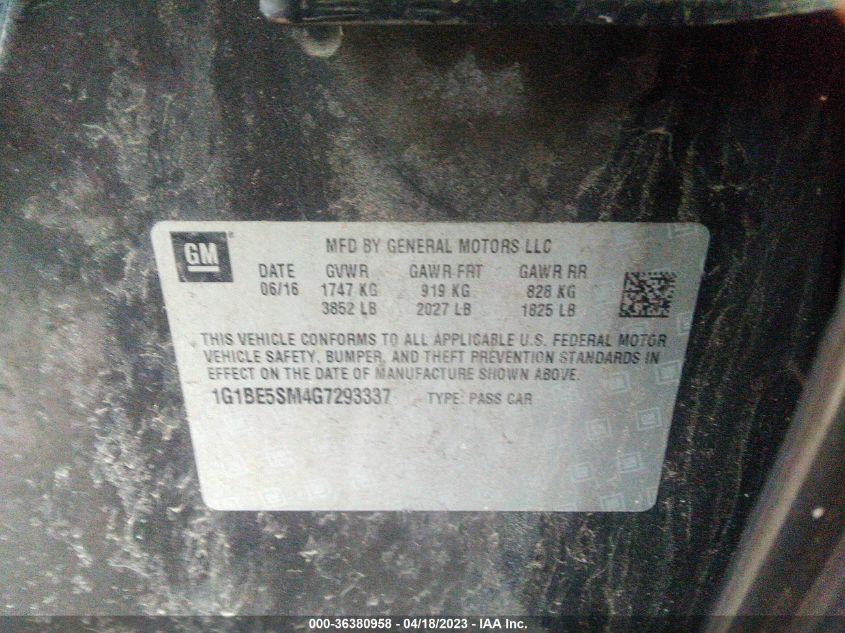 GM
MFD BY GENERAL MOTORS LLC
DATE GVWR GAWR FRT GAWR RR
06/16 1747 KG 919 KG 828 KG
3852 LB 2027 LB 1825 LB
THIS VEHICLE CONFORMS TO ALL APPLICABLE U.S. FEDERAL MOTOR
VEHICLE SAFETY, BUMPER, AND THEFT PREVENTION STANDARDS IN
EFFECT ON THE DATE OF MANUFACTURE SHOWN ABOVE.
1G1BE5SM4G7293337 TYPE: PASS CAR
000-36380958 - 04/18/2023 - IAA Inc.